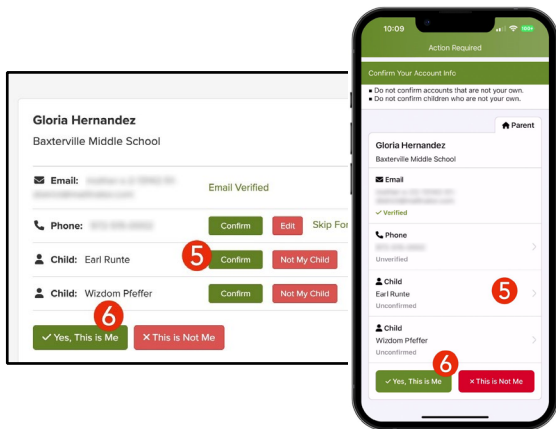 Gloria Hernandez
Baxterville Middle School
Email:
Email Verified
Phone:
Confirm
Edit
Skip For
Child: Earl Runte
5
Confirm
Not My Child
Child: Wizdom Pfeffer
Confirm
Not My Child
6
✓ Yes, This is Me
× This is Not Me
10:09
Action Required
Confirm Your Account Info
▪ Do not confirm accounts that are not your own.
▪ Do not confirm children who are not your own.
Parent
Gloria Hernandez
Baxterville Middle School
Email
✓ Verified
Phone
Unverified
Child
Earl Runte
5
Unconfirmed
Child
Wizdom Pfeffer
Unconfirmed
6
✓ Yes, This is Me
× This is Not Me